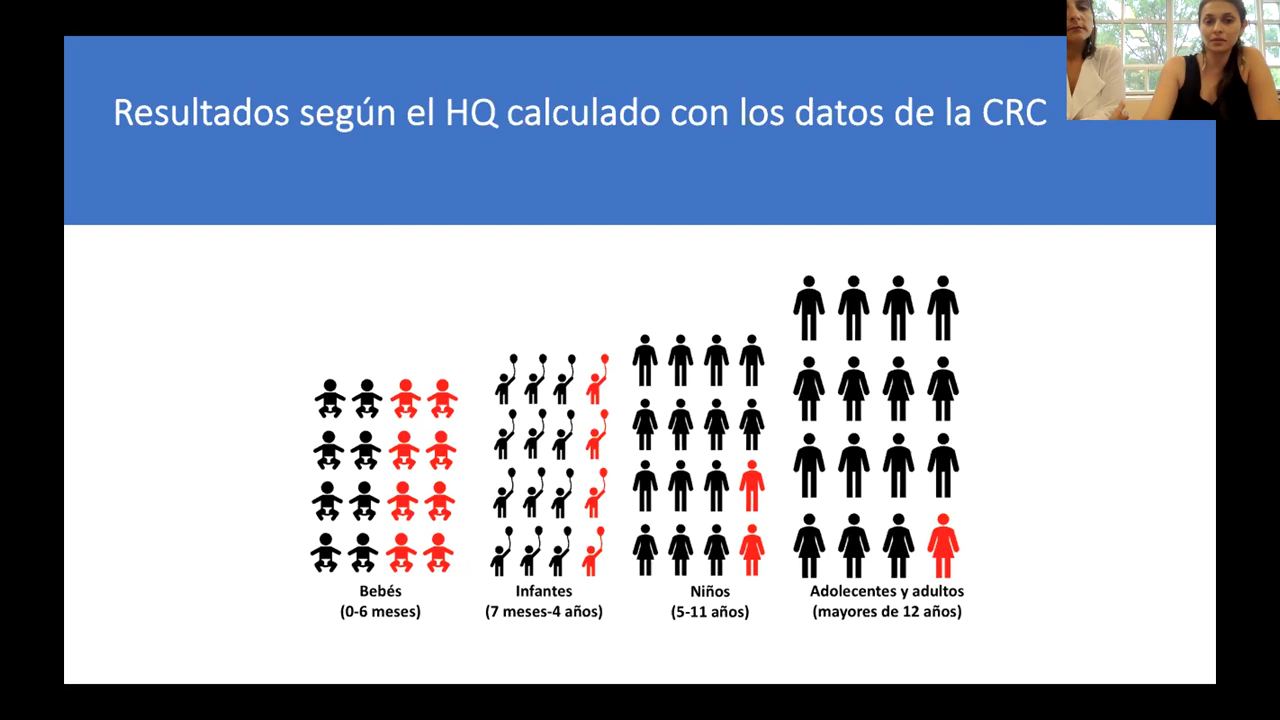 Resultados según el HQ calculado con los datos de la CRC
Bebés
(0-6 meses)
Infantes
(7 meses-4 años)
Niños
(5-11 años)
Adolecentes y adultos
(mayores de 12 años)